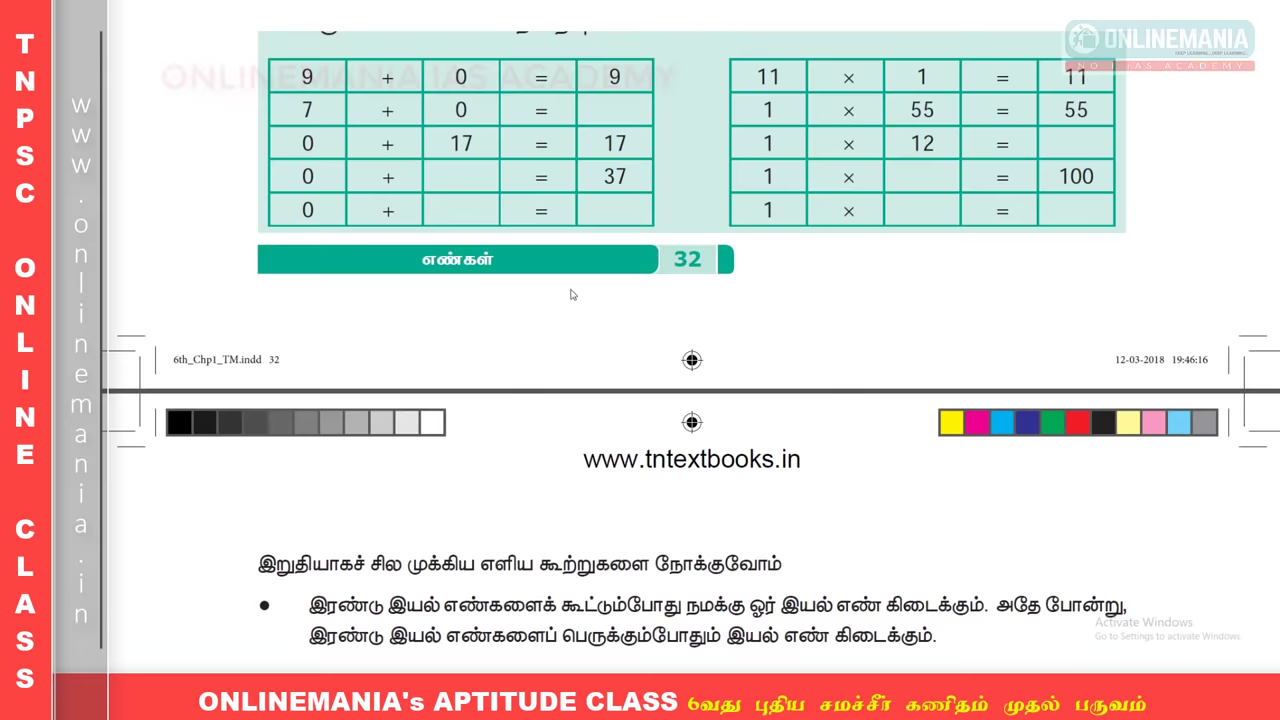 TNPSC ONLINE CLASS
www.onlinemania.in
ONLINEMANIA
DEEP LEARNING...DEEP LEARNING...
NO.1 IAS ACADEMY
ONLINEMANIA IAS ACADEMY
9 + 0 = 9
7 + 0 =
0 + 17 = 17
0 + = 37
0 + =
11 × 1 = 11
1 × 55 = 55
1 × 12 =
1 × = 100
1 × =
எண்கள் 32
6th_Chp1_TM.indd 32
12-03-2018 19:46:16
www.tntextbooks.in
இறுதியாகச் சில முக்கிய எளிய கூற்றுகளை நோக்குவோம்
● இரண்டு இயல் எண்களைக் கூட்டும்போது நமக்கு ஓர் இயல் எண் கிடைக்கும். அதே போன்று,
இரண்டு இயல் எண்களைப் பெருக்கும்போதும் இயல் எண் கிடைக்கும்.
Activate Windows
Go to Settings to activate Windows.
ONLINEMANIA's APTITUDE CLASS 6வது புதிய சமச்சீர் கணிதம் முதல் பருவம்